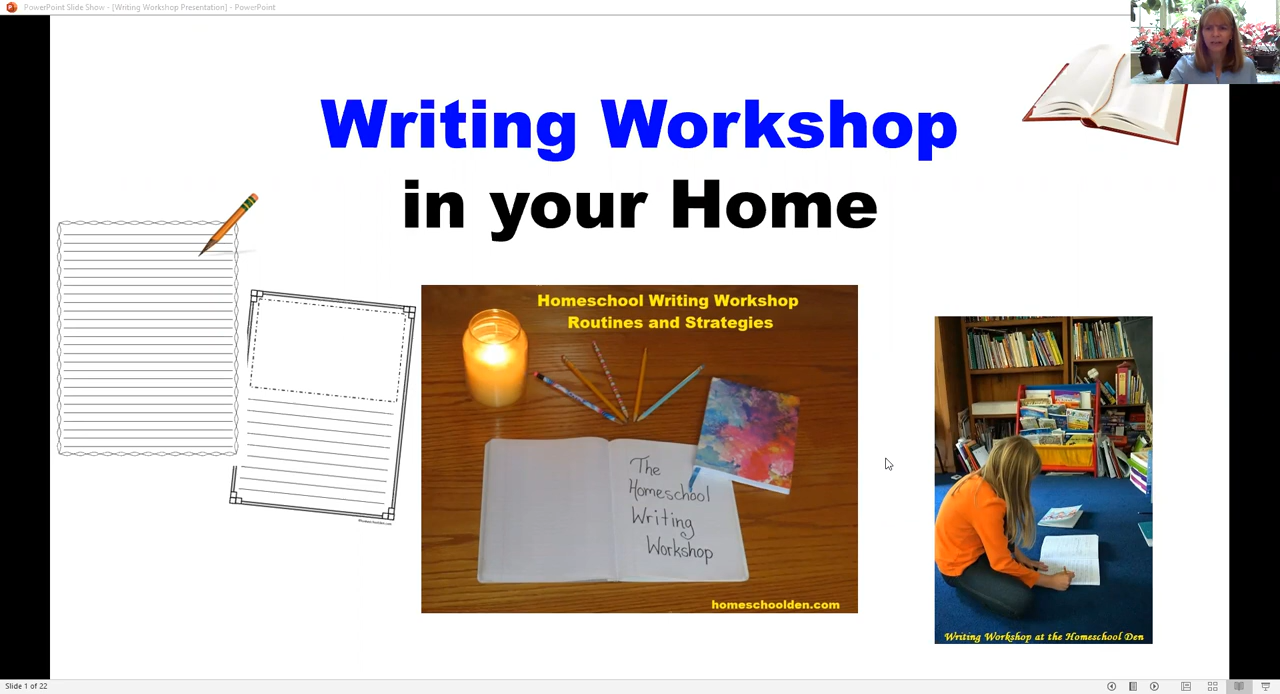 PowerPoint Slide Show - [Writing Workshop Presentation] - PowerPoint
Writing Workshop
in your Home
Homeschool Writing Workshop
Routines and Strategies
The
Homeschool
Writing
Workshop
homeschoolden.com
Writing Workshop at the Homeschool Den
Slide 1 of 22